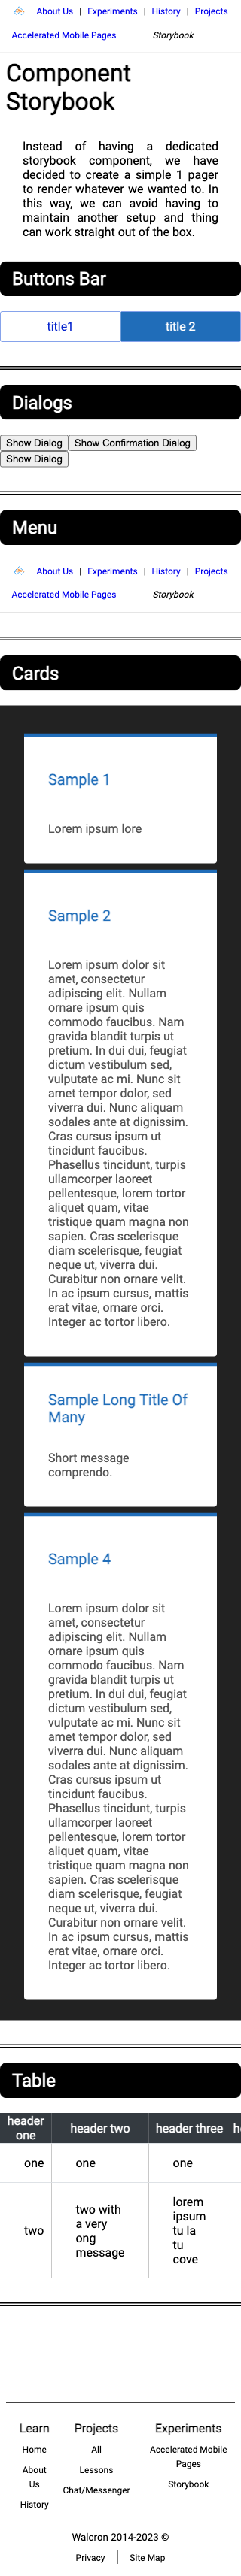 About Us | Experiments | History | Projects
Accelerated Mobile Pages Storybook
Component
Storybook
Instead of having a dedicated
storybook component, we have
decided to create a simple 1 pager
to render whatever we wanted to. In
this way, we can avoid having to
maintain another setup and thing
can work straight out of the box.
Buttons Bar
title1 title 2
Dialogs
Show Dialog Show Confirmation Dialog
Show Dialog
Menu
About Us | Experiments | History | Projects
Accelerated Mobile Pages Storybook
Cards
Sample 1
Lorem ipsum lore
Sample 2
Lorem ipsum dolor sit
amet, consectetur
adipiscing elit. Nullam
ornare ipsum quis
commodo faucibus. Nam
gravida blandit turpis ut
pretium. In dui dui, feugiat
dictum vestibulum sed,
vulputate ac mi. Nunc sit
amet tempor dolor, sed
viverra dui. Nunc aliquam
sodales ante at dignissim.
Cras cursus ipsum ut
tincidunt faucibus.
Phasellus tincidunt, turpis
ullamcorper laoreet
pellentesque, lorem tortor
aliquet quam, vitae
tristique quam magna non
sapien. Cras scelerisque
diam scelerisque, feugiat
neque ut, viverra dui.
Curabitur non ornare velit.
In ac ipsum cursus, mattis
erat vitae, ornare orci.
Integer ac tortor libero.
Sample Long Title Of
Many
Short message
comprendo.
Sample 4
Lorem ipsum dolor sit
amet, consectetur
adipiscing elit. Nullam
ornare ipsum quis
commodo faucibus. Nam
gravida blandit turpis ut
pretium. In dui dui, feugiat
dictum vestibulum sed,
vulputate ac mi. Nunc sit
amet tempor dolor, sed
viverra dui. Nunc aliquam
sodales ante at dignissim.
Cras cursus ipsum ut
tincidunt faucibus.
Phasellus tincidunt, turpis
ullamcorper laoreet
pellentesque, lorem tortor
aliquet quam, vitae
tristique quam magna non
sapien. Cras scelerisque
diam scelerisque, feugiat
neque ut, viverra dui.
Curabitur non ornare velit.
In ac ipsum cursus, mattis
erat vitae, ornare orci.
Integer ac tortor libero.
Table
header
one header two header three
one one one
two
two with
a very
ong
message
lorem
ipsum
tu la
tu
cove
Learn Projects Experiments
Home All Accelerated Mobile
Pages
About
Us Lessons Storybook
History Chat/Messenger
Walcron 2014-2023 ©
Privacy | Site Map